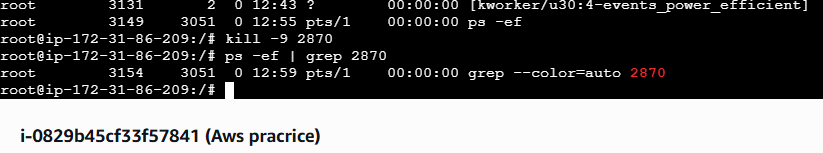 root        3131       2  0 12:43 ?        00:00:00 [kworker/u30:4-events_power_efficient]
root        3149    3051  0 12:55 pts/1    00:00:00 ps -ef
root@ip-172-31-86-209:/# kill -9 2870
root@ip-172-31-86-209:/# ps -ef | grep 2870
root        3154    3051  0 12:59 pts/1    00:00:00 grep --color=auto 2870
root@ip-172-31-86-209:/#
i-0829b45cf33f57841 (Aws pracrice)